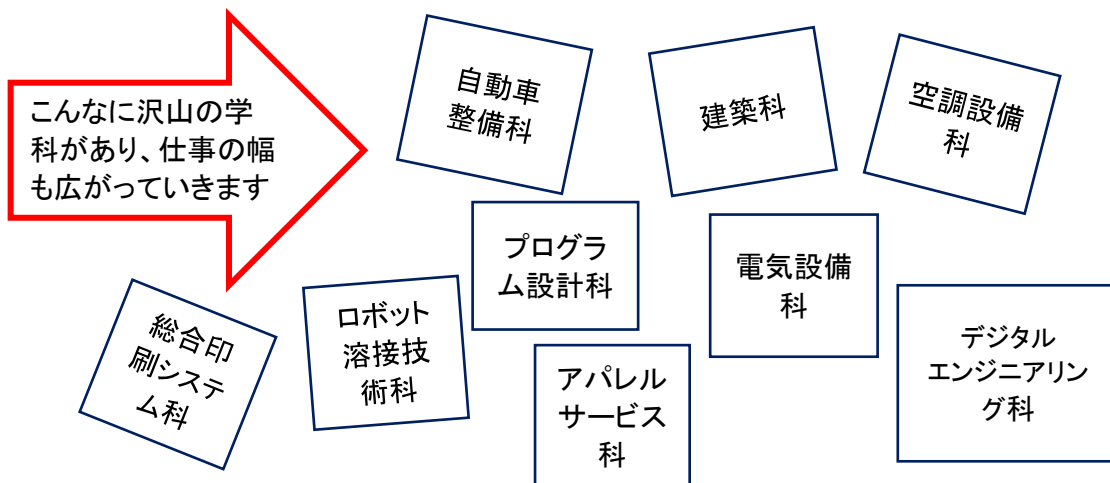 こんなに沢山の学
科があり、仕事の幅
も広がっていきます
自動車
整備科
建築科
空調設備
科
プログラ
ム設計科
電気設備
科
総合印
刷システ
ム科
ロボット
溶接技
術科
アパレル
サービス
科
デジタル
エンジニアリン
グ科